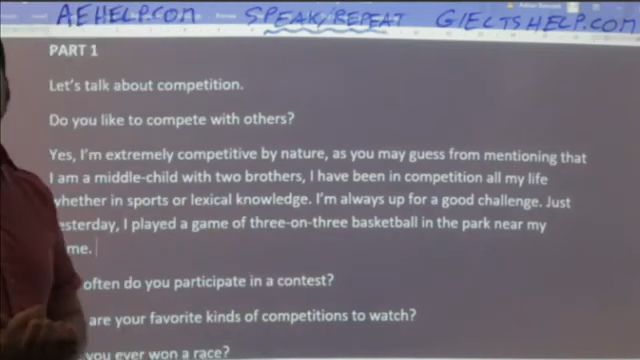 AEHELP.COM SPEAK/REPEAT GIELTSHELP.COM
PART 1
Let's talk about competition.
Do you like to compete with others?
Yes, I'm extremely competitive by nature, as you may guess from mentioning that
I am a middle-child with two brothers, I have been in competition all my life
whether in sports or lexical knowledge. I'm always up for a good challenge. Just
yesterday, I played a game of three-on-three basketball in the park near my
me.
often do you participate in a contest?
are your favorite kinds of competitions to watch?
you ever won a race?